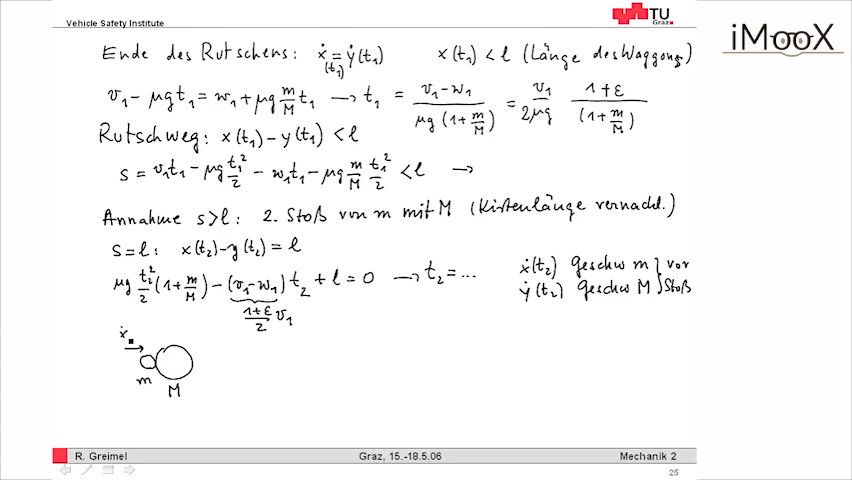 Vehicle Safety Institute
TU
Graz
iMooX
Ende des Rutschens: ẋ(t₁) = ẏ(t₁) x(t₁) < l (Länge des Waggons)
v₁ − μgt₁ = w₁ + μg m/M t₁ → t₁ = (v₁ − w₁)/(μg(1 + m/M)) = v₁/(2μg) (1 + ε)/((1 + m/M))
Rutschweg: x(t₁) − y(t₁) < l
s = v₁t₁ − μg t₁²/2 − w₁t₁ − μg m/M t₁²/2 < l →
Annahme s > l: 2. Stoß von m mit M (Kistenlänge vernachl.)
s = l: x(t₂) − y(t₂) = l
μg t₂²/2 (1 + m/M) − (v₁ − w₁) t₂ + l = 0 → t₂ = ...
(1 + ε)/2 v₁
ẋ(t₂) geschw m } vor
ẏ(t₂) geschw M } Stoß
ẋ
m
M
R. Greimel Graz, 15.-18.5.06 Mechanik 2
25